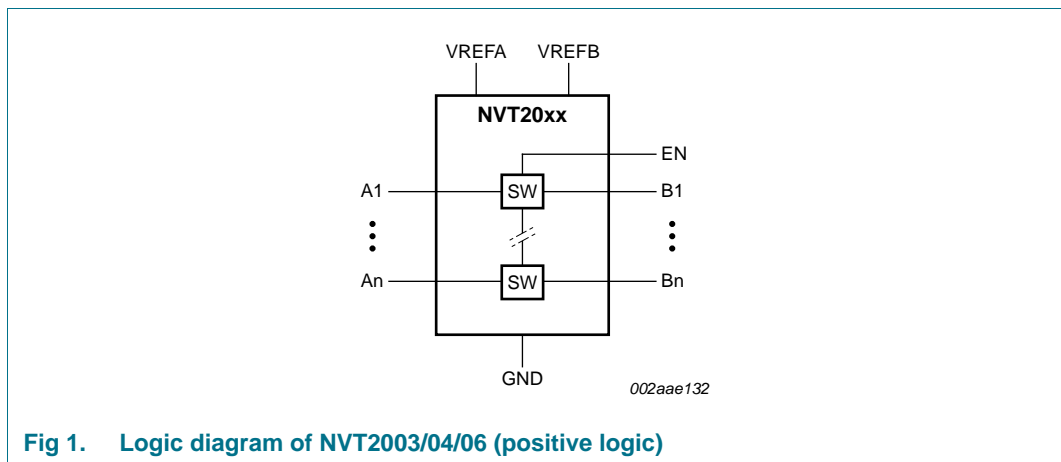 VREFA VREFB
NVT20xx
EN
A1 SW B1
An SW Bn
GND
002aae132
Fig 1. Logic diagram of NVT2003/04/06 (positive logic)